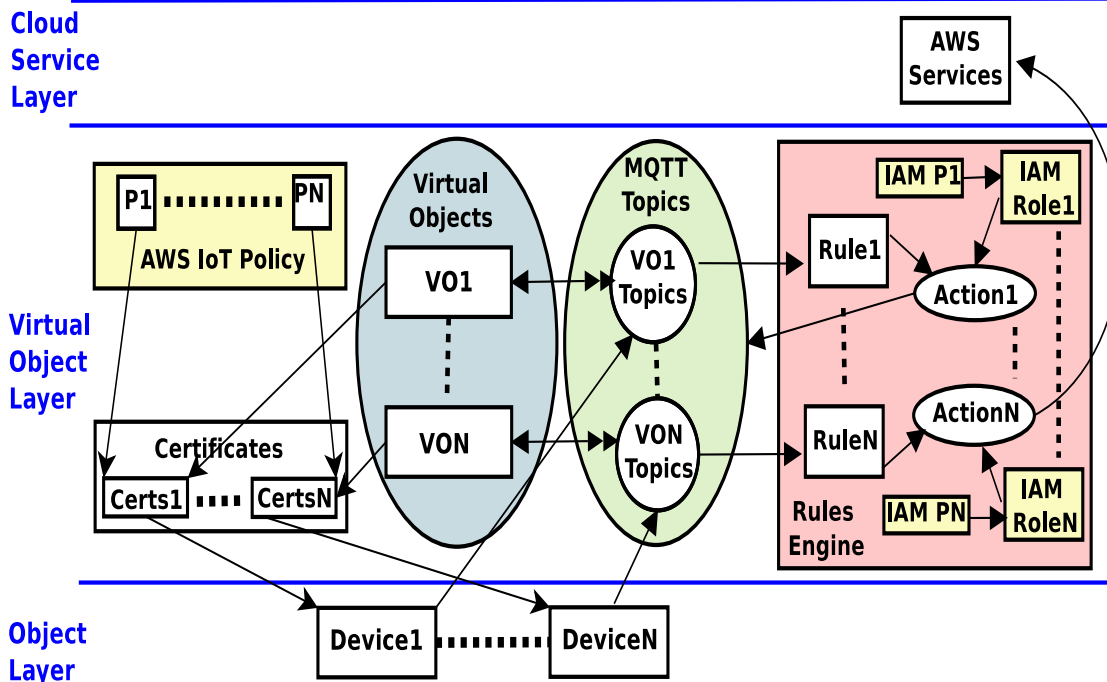 Cloud
Service
Layer
AWS
Services
P1
PN
AWS IoT Policy
Virtual
Objects
VO1
VON
MQTT
Topics
VO1
Topics
VON
Topics
IAM P1
IAM
Role1
Rule1
Action1
ActionN
RuleN
IAM PN
IAM
RoleN
Rules
Engine
Virtual
Object
Layer
Certificates
Certs1
CertsN
Object
Layer
Device1
DeviceN